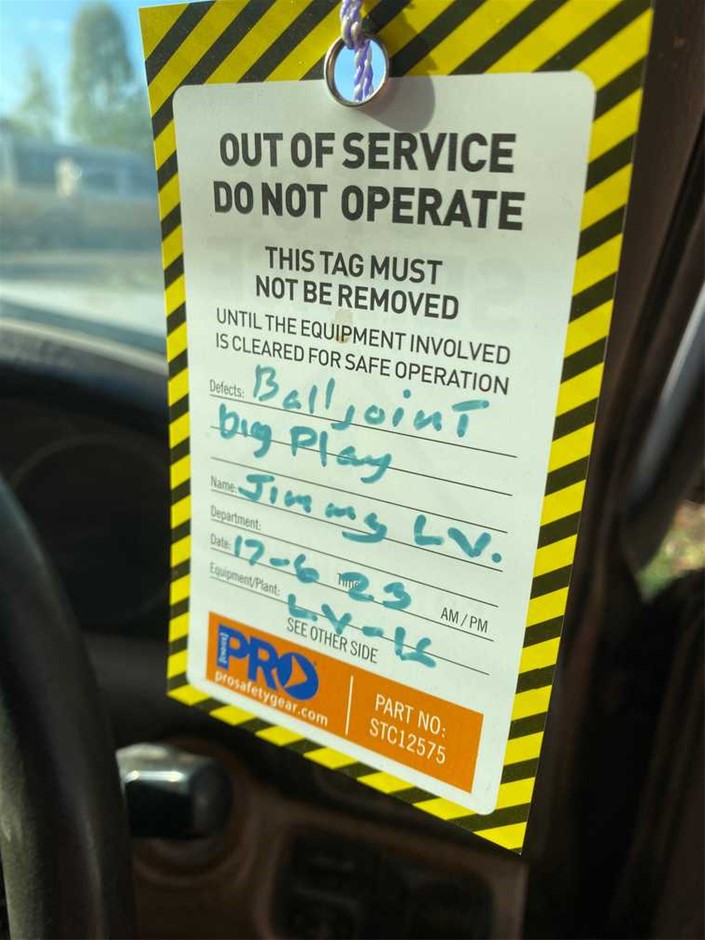 OUT OF SERVICE
DO NOT OPERATE
THIS TAG MUST
NOT BE REMOVED
UNTIL THE EQUIPMENT INVOLVED
IS CLEARED FOR SAFE OPERATION
Defects: Ball joint
Big Play
Name: Jimmy LV.
Department:
Date: 17-6 Time 23 AM / PM
Equipment/Plant:
SEE OTHER SIDE
PRO
prosafetygear.com
PART NO:
STC12575